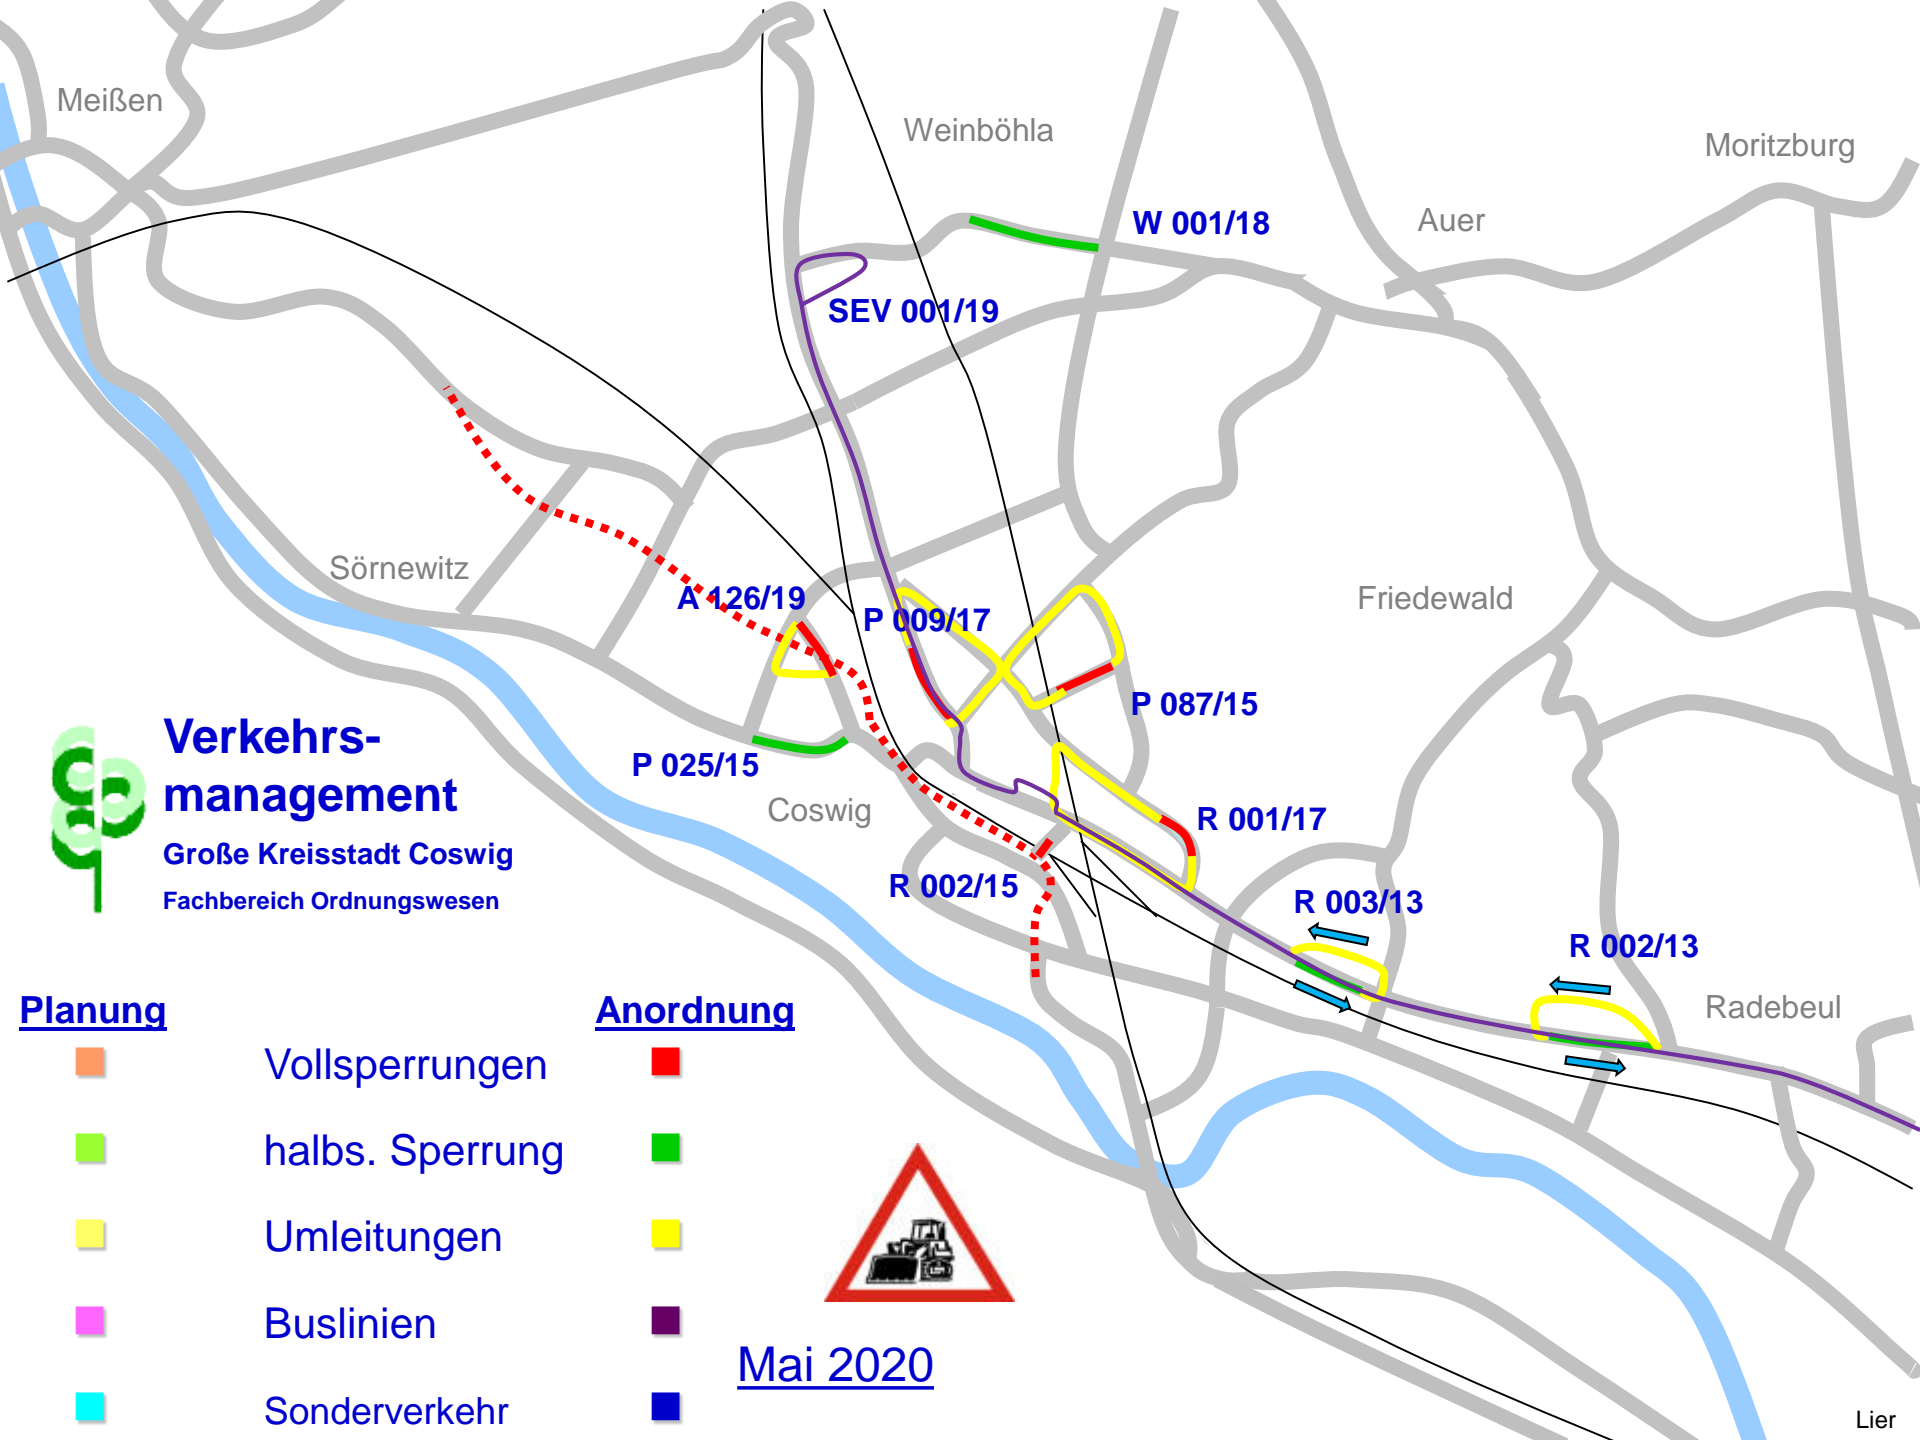 Meißen
Weinböhla
Moritzburg
W 001/18
Auer
SEV 001/19
Sörnewitz
A 126/19
P 009/17
Friedewald
P 087/15
Verkehrs-
management
Große Kreisstadt Coswig
Fachbereich Ordnungswesen
P 025/15
Coswig
R 001/17
R 002/15
R 003/13
R 002/13
Radebeul
Planung
Anordnung
Vollsperrungen
halbs. Sperrung
Umleitungen
Buslinien
Sonderverkehr
Mai 2020
Lier